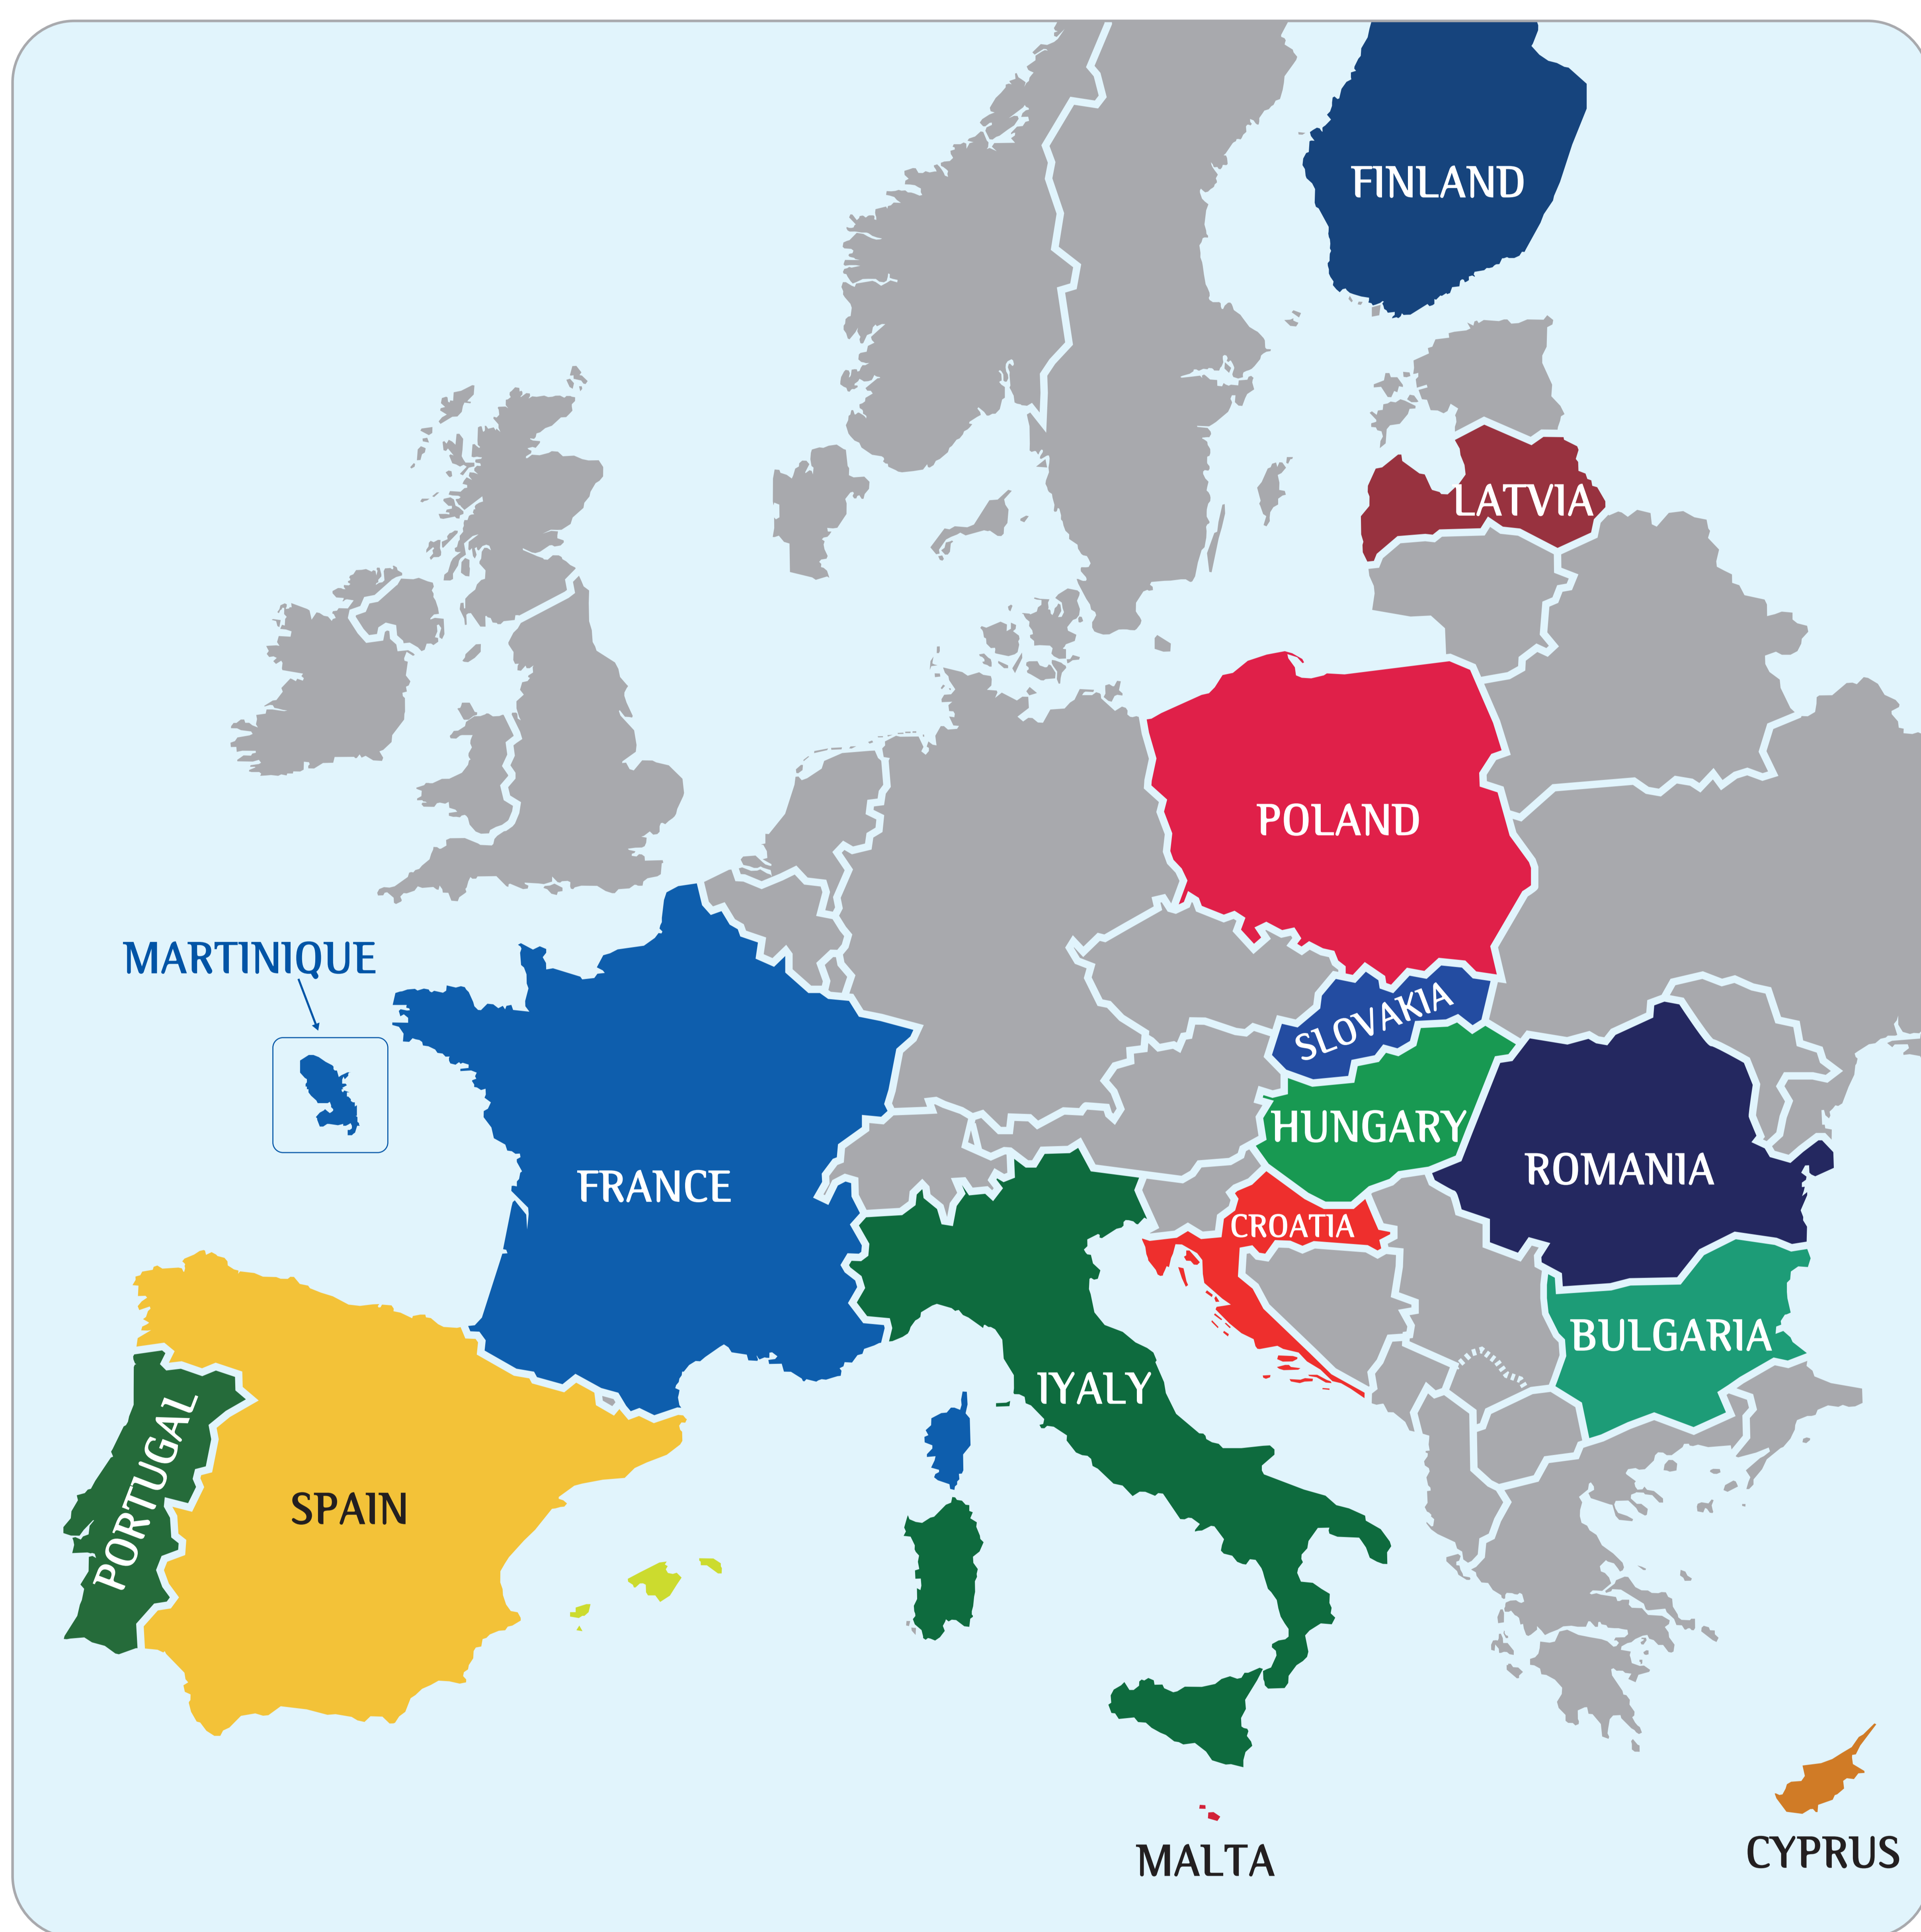 FINLAND
LATVIA
POLAND
MARTINIQUE
SLOVAKIA
HUNGARY
ROMANIA
FRANCE
CROATIA
BULGARIA
IYALY
PORTUGAL
SPAIN
MALTA
CYPRUS